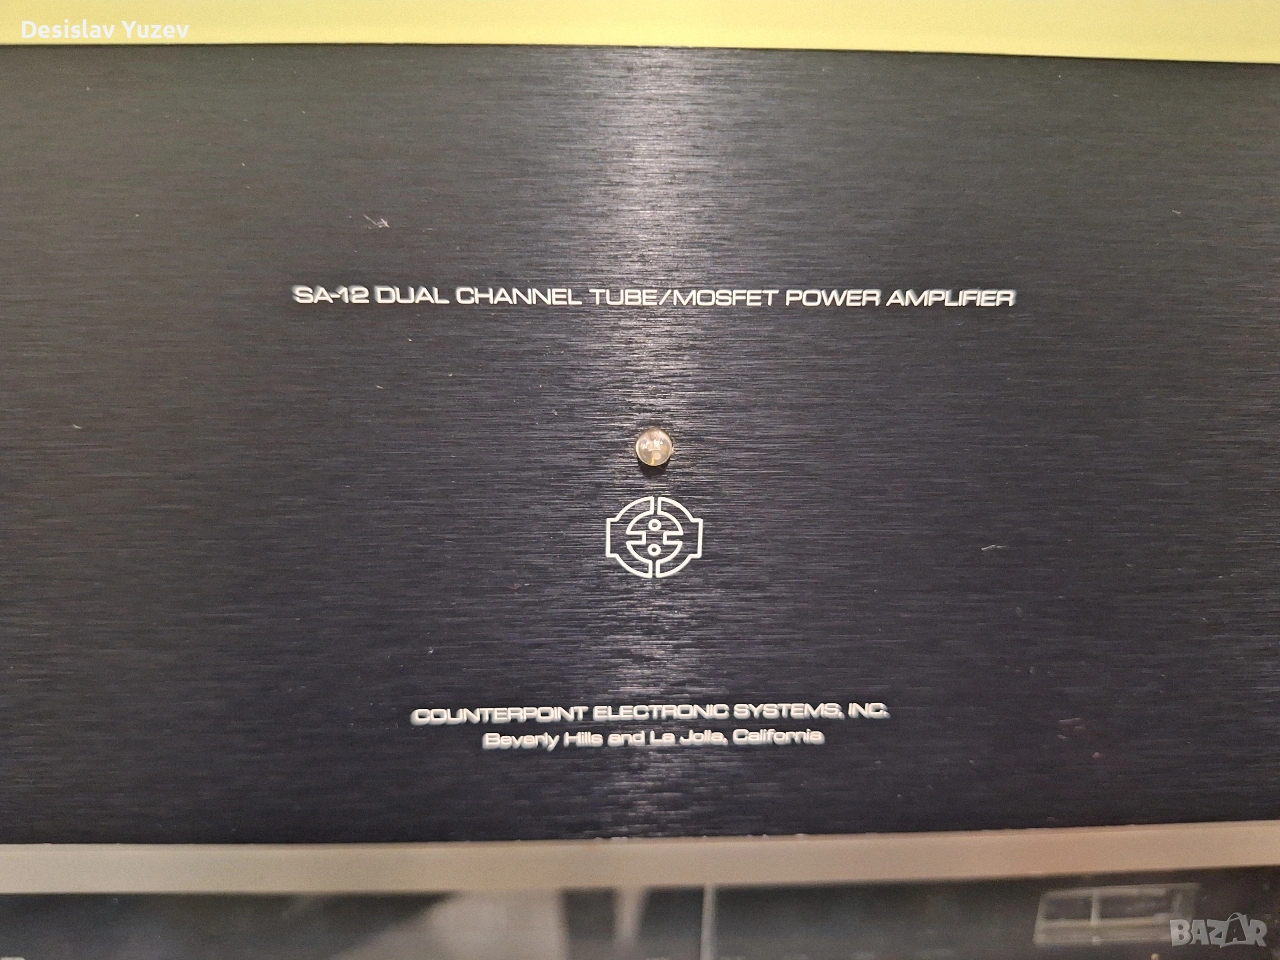 Desislav Yuzev
SA-12 DUAL CHANNEL TUBE/MOSFET POWER AMPLIFIER
COUNTERPOINT ELECTRONIC SYSTEMS, INC.
Beverly Hills and La Jolla, California
BAZAR